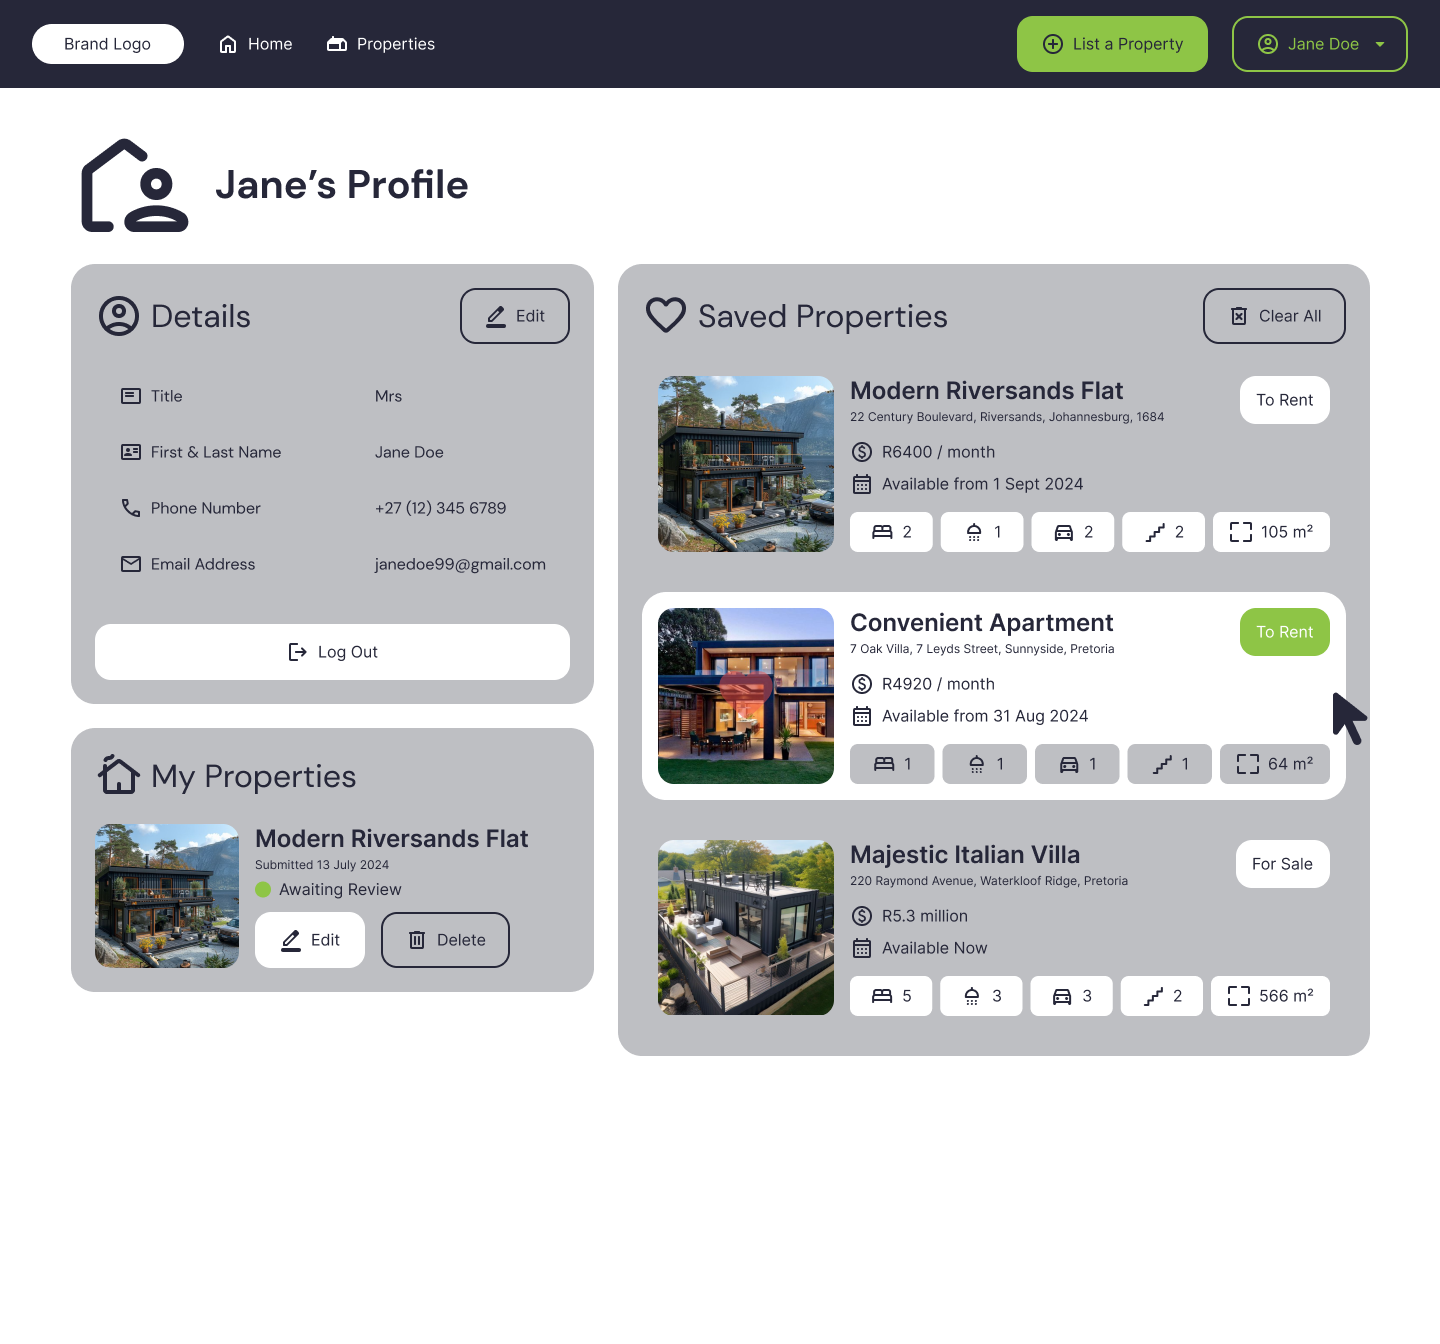 Brand Logo
Home
Properties
List a Property
Jane Doe
Jane’s Profile
Details
Edit
Title
Mrs
First & Last Name
Jane Doe
Phone Number
+27 (12) 345 6789
Email Address
janedoe99@gmail.com
Log Out
My Properties
Modern Riversands Flat
Submitted 13 July 2024
Awaiting Review
Edit
Delete
Saved Properties
Clear All
Modern Riversands Flat
To Rent
22 Century Boulevard, Riversands, Johannesburg, 1684
R6400 / month
Available from 1 Sept 2024
2
1
2
2
105 m²
Convenient Apartment
To Rent
7 Oak Villa, 7 Leyds Street, Sunnyside, Pretoria
R4920 / month
Available from 31 Aug 2024
1
1
1
1
64 m²
Majestic Italian Villa
For Sale
220 Raymond Avenue, Waterkloof Ridge, Pretoria
R5.3 million
Available Now
5
3
3
2
566 m²